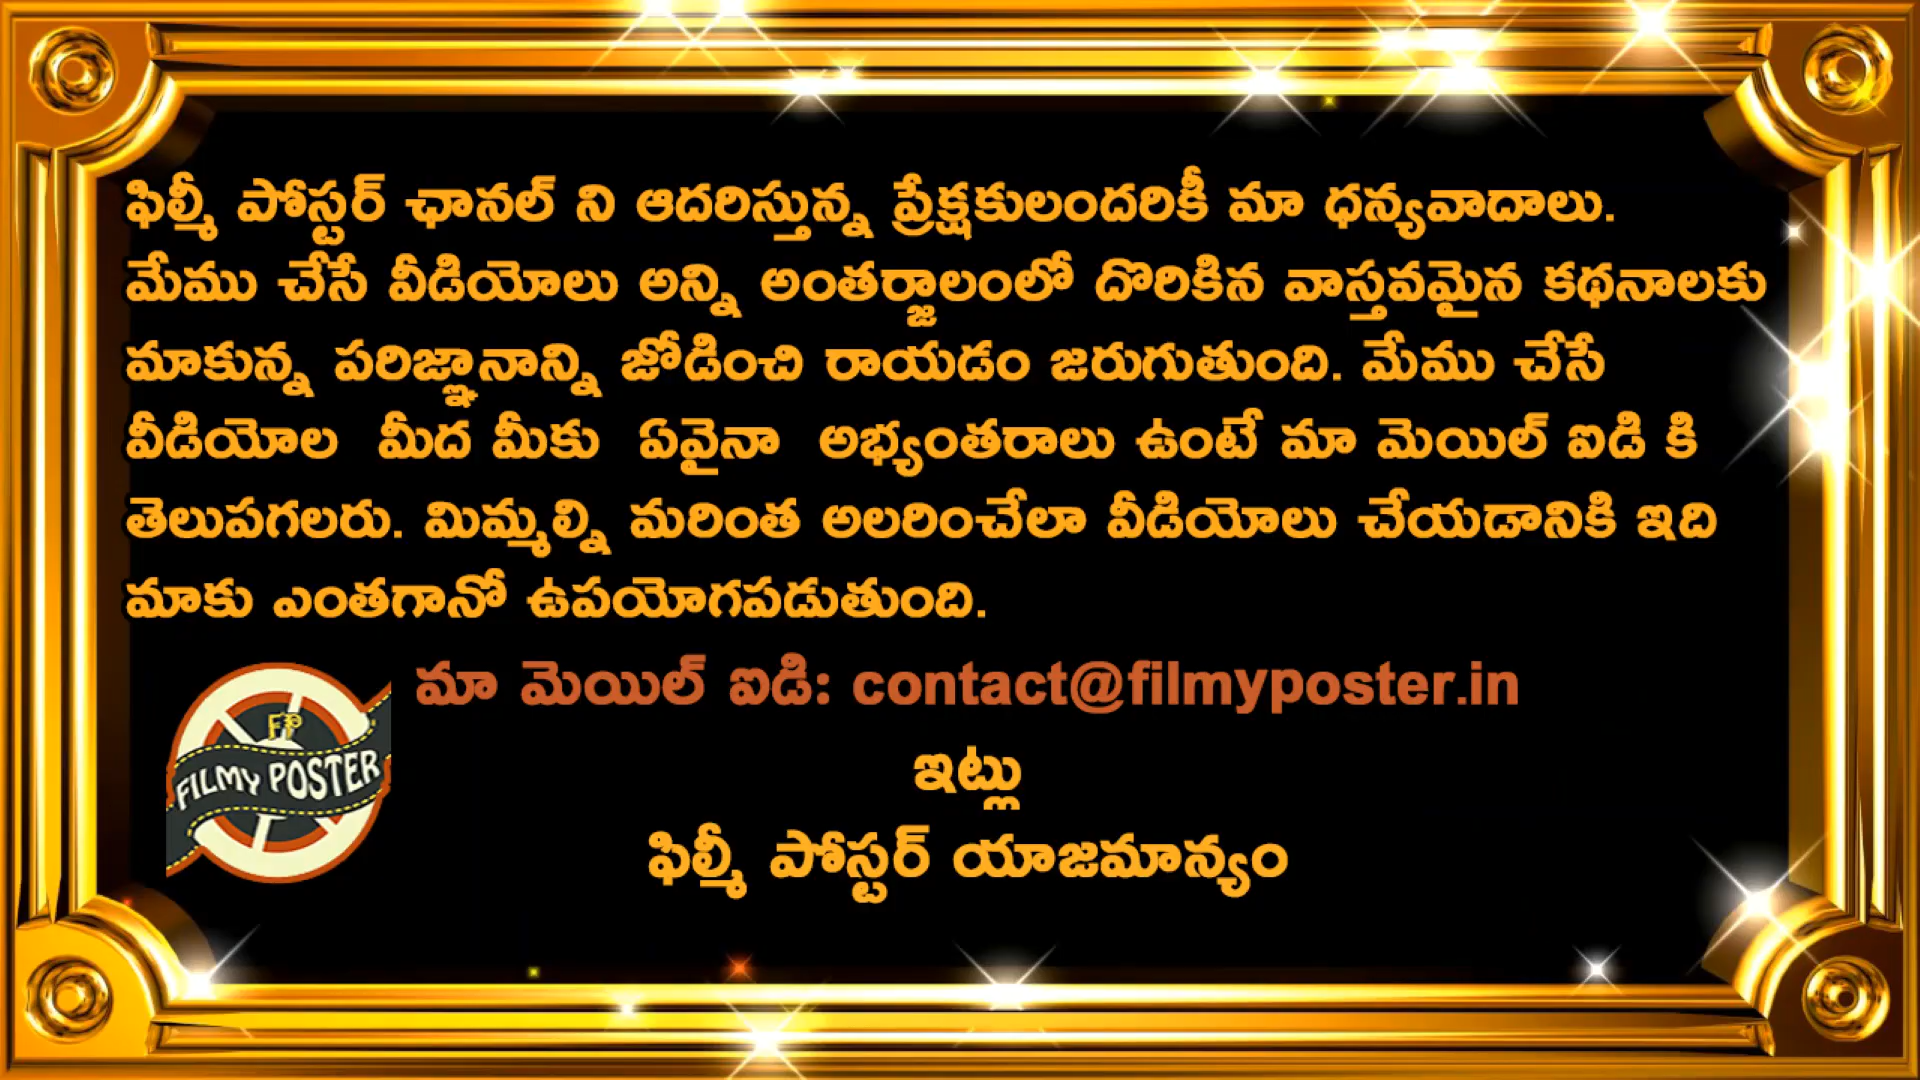 ఫిల్మీ పోస్టర్ ఛానల్ ని ఆదరిస్తున్న ప్రేక్షకులందరికీ మా ధన్యవాదాలు.
మేము చేసే వీడియోలు అన్ని అంతర్జాలంలో దొరికిన వాస్తవమైన కథనాలకు
మాకున్న పరిజ్ఞానాన్ని జోడించి రాయడం జరుగుతుంది. మేము చేసే
వీడియోల మీద మీకు ఏవైనా అభ్యంతరాలు ఉంటే మా మెయిల్ ఐడి కి
తెలుపగలరు. మిమ్మల్ని మరింత అలరించేలా వీడియోలు చేయడానికి ఇది
మాకు ఎంతగానో ఉపయోగపడుతుంది.
మా మెయిల్ ఐడి: contact@filmyposter.in
FP
FILMY POSTER
ఇట్లు
ఫిల్మీ పోస్టర్ యాజమాన్యం